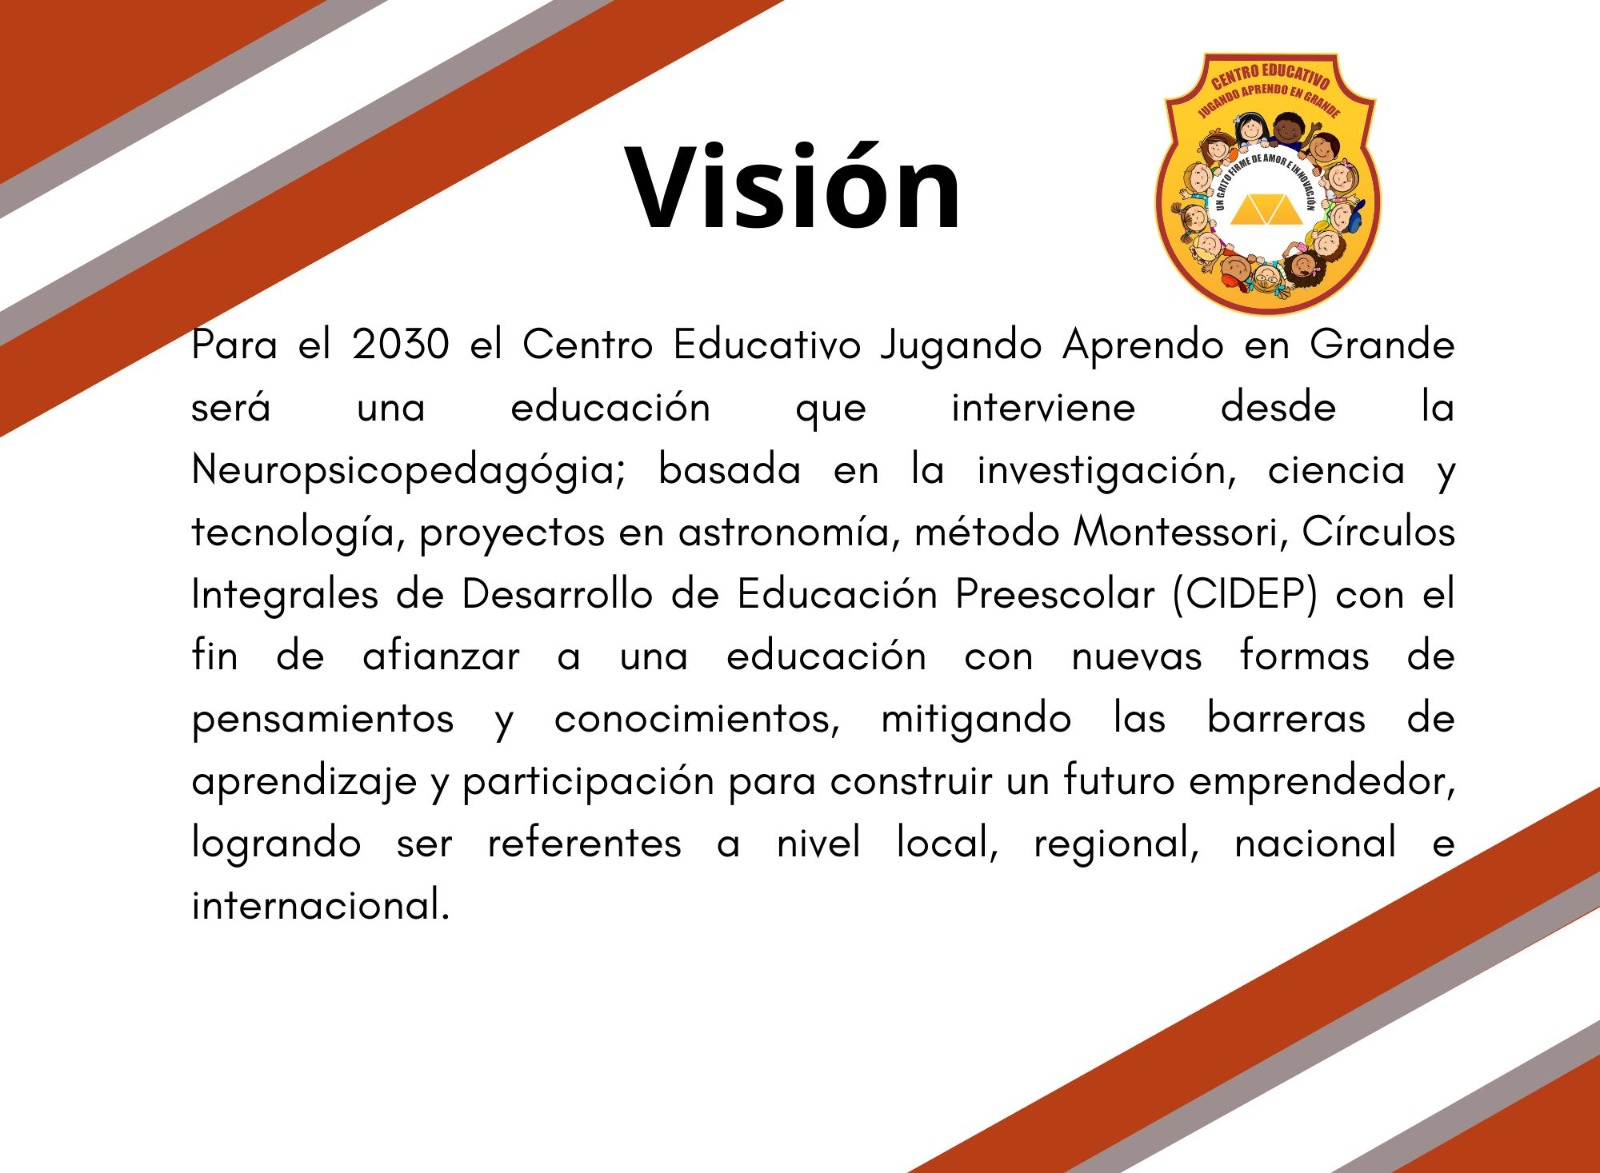 CENTRO EDUCATIVO
JUGANDO APRENDO EN GRANDE
UN GRITO FIRME DE AMOR E INNOVACIÓN
Visión
Para el 2030 el Centro Educativo Jugando Aprendo en Grande
será una educación que interviene desde la
Neuropsicopedagógia; basada en la investigación, ciencia y
tecnología, proyectos en astronomía, método Montessori, Círculos
Integrales de Desarrollo de Educación Preescolar (CIDEP) con el
fin de afianzar a una educación con nuevas formas de
pensamientos y conocimientos, mitigando las barreras de
aprendizaje y participación para construir un futuro emprendedor,
logrando ser referentes a nivel local, regional, nacional e
internacional.